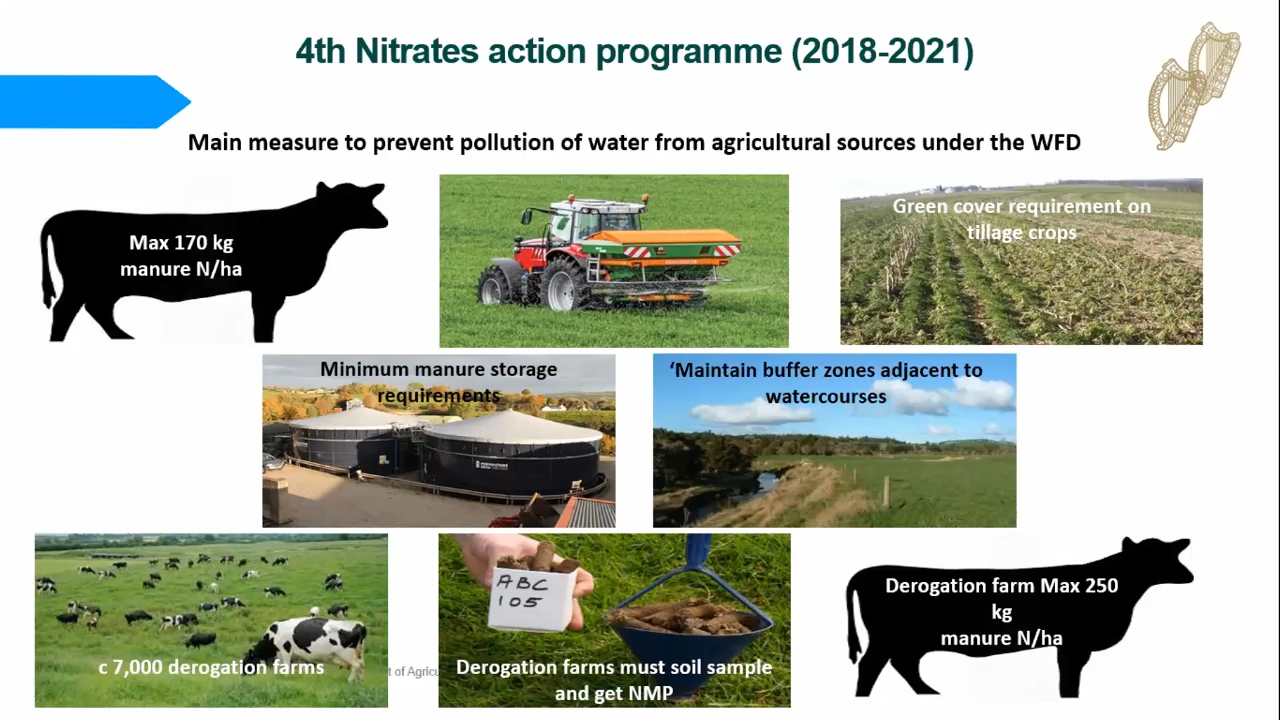 4th Nitrates action programme (2018-2021)
Main measure to prevent pollution of water from agricultural sources under the WFD
Max 170 kg
manure N/ha
Green cover requirement on
tillage crops
Minimum manure storage
requirements
‘Maintain buffer zones adjacent to
watercourses
c 7,000 derogation farms
t of Agricu
ABC
105
Derogation farms must soil sample
and get NMP
Derogation farm Max 250
kg
manure N/ha